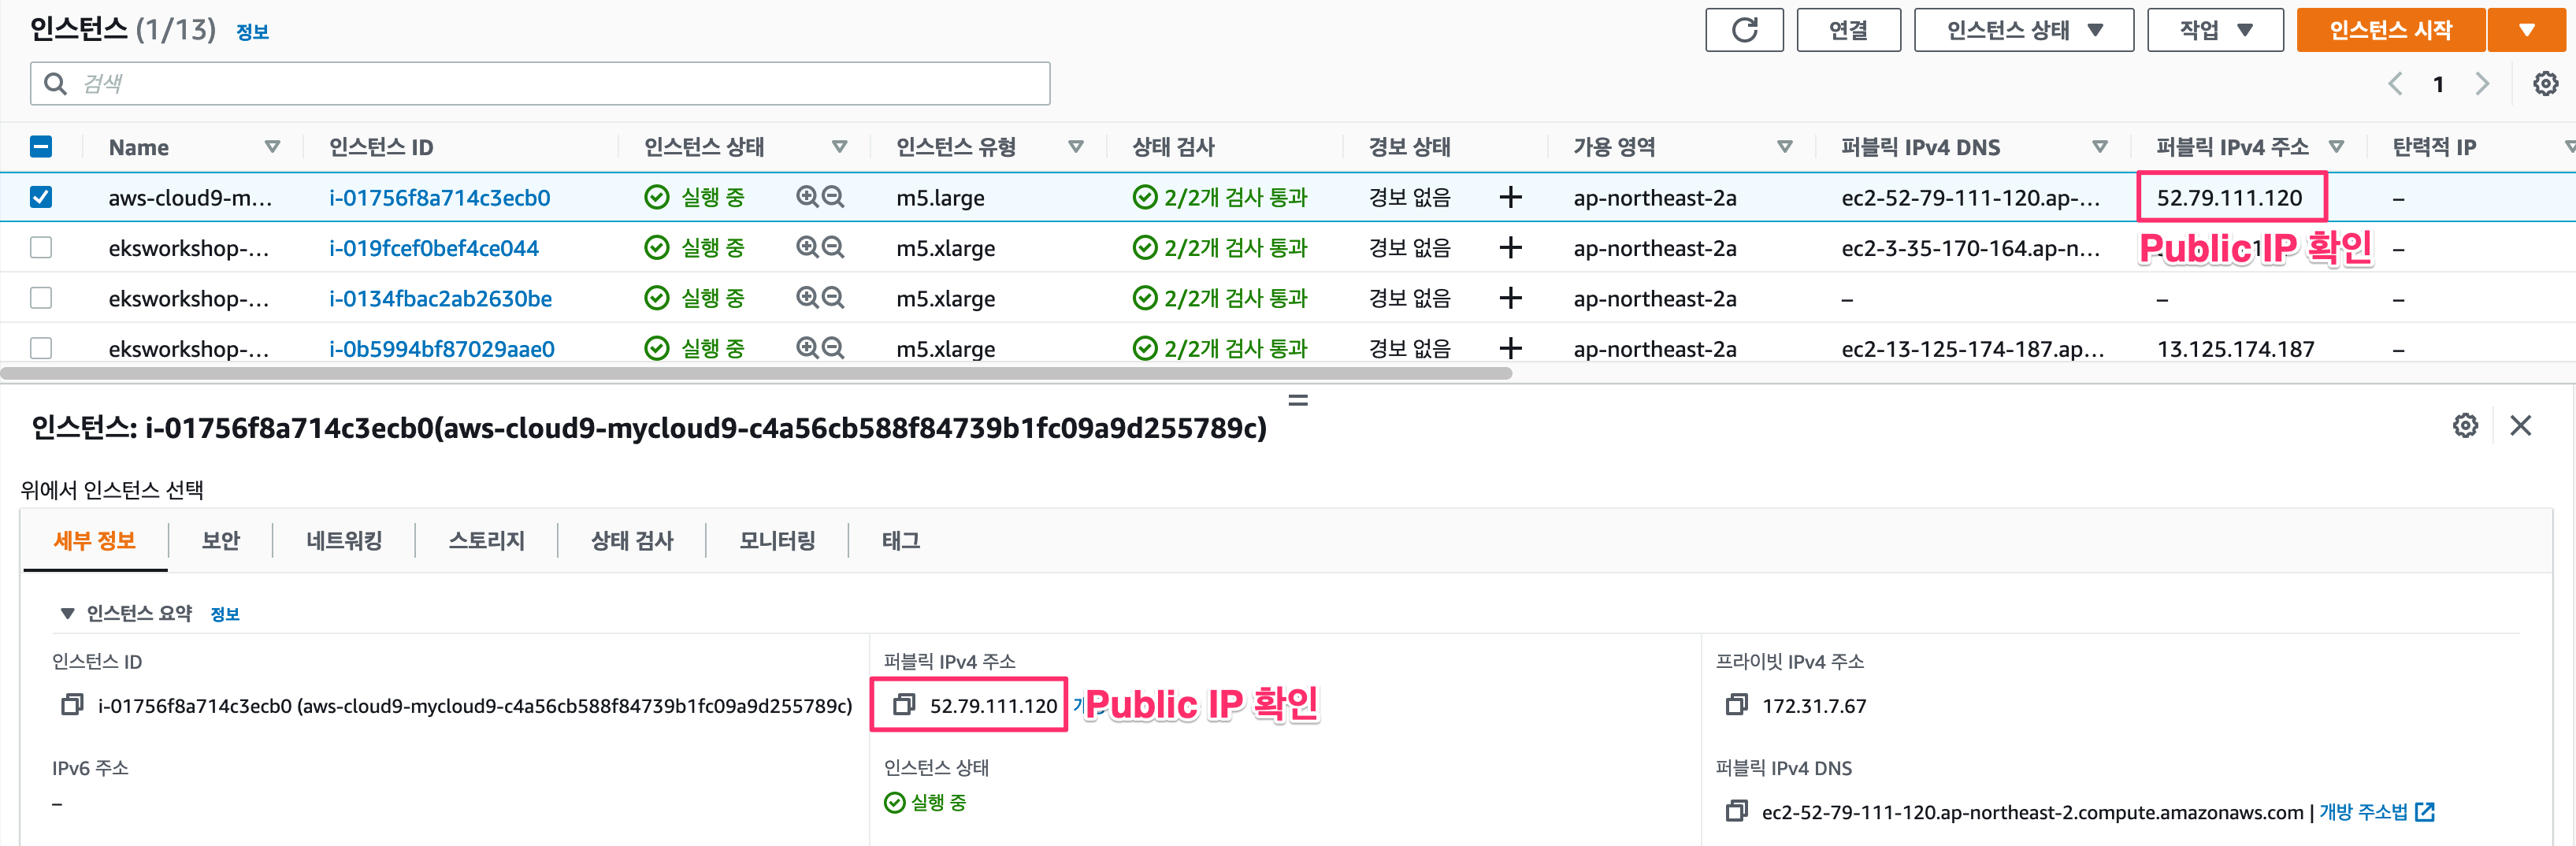 인스턴스 (1/13) 정보
연결
인스턴스 상태
작업
인스턴스 시작
검색
1
Name 인스턴스 ID 인스턴스 상태 인스턴스 유형 상태 검사 경보 상태 가용 영역 퍼블릭 IPv4 DNS 퍼블릭 IPv4 주소 탄력적 IP
aws-cloud9-m... i-01756f8a714c3ecb0 실행 중 m5.large 2/2개 검사 통과 경보 없음 + ap-northeast-2a ec2-52-79-111-120.ap-... 52.79.111.120 –
eksworkshop-... i-019fcef0bef4ce044 실행 중 m5.xlarge 2/2개 검사 통과 경보 없음 + ap-northeast-2a ec2-3-35-170-164.ap-n... –
Public IP 확인
eksworkshop-... i-0134fbac2ab2630be 실행 중 m5.xlarge 2/2개 검사 통과 경보 없음 + ap-northeast-2a – – –
eksworkshop-... i-0b5994bf87029aae0 실행 중 m5.xlarge 2/2개 검사 통과 경보 없음 + ap-northeast-2a ec2-13-125-174-187.ap... 13.125.174.187 –
인스턴스: i-01756f8a714c3ecb0(aws-cloud9-mycloud9-c4a56cb588f84739b1fc09a9d255789c)
위에서 인스턴스 선택
세부 정보 보안 네트워킹 스토리지 상태 검사 모니터링 태그
인스턴스 요약 정보
인스턴스 ID
i-01756f8a714c3ecb0 (aws-cloud9-mycloud9-c4a56cb588f84739b1fc09a9d255789c)
퍼블릭 IPv4 주소
52.79.111.120
Public IP 확인
프라이빗 IPv4 주소
172.31.7.67
IPv6 주소
–
인스턴스 상태
실행 중
퍼블릭 IPv4 DNS
ec2-52-79-111-120.ap-northeast-2.compute.amazonaws.com | 개방 주소법